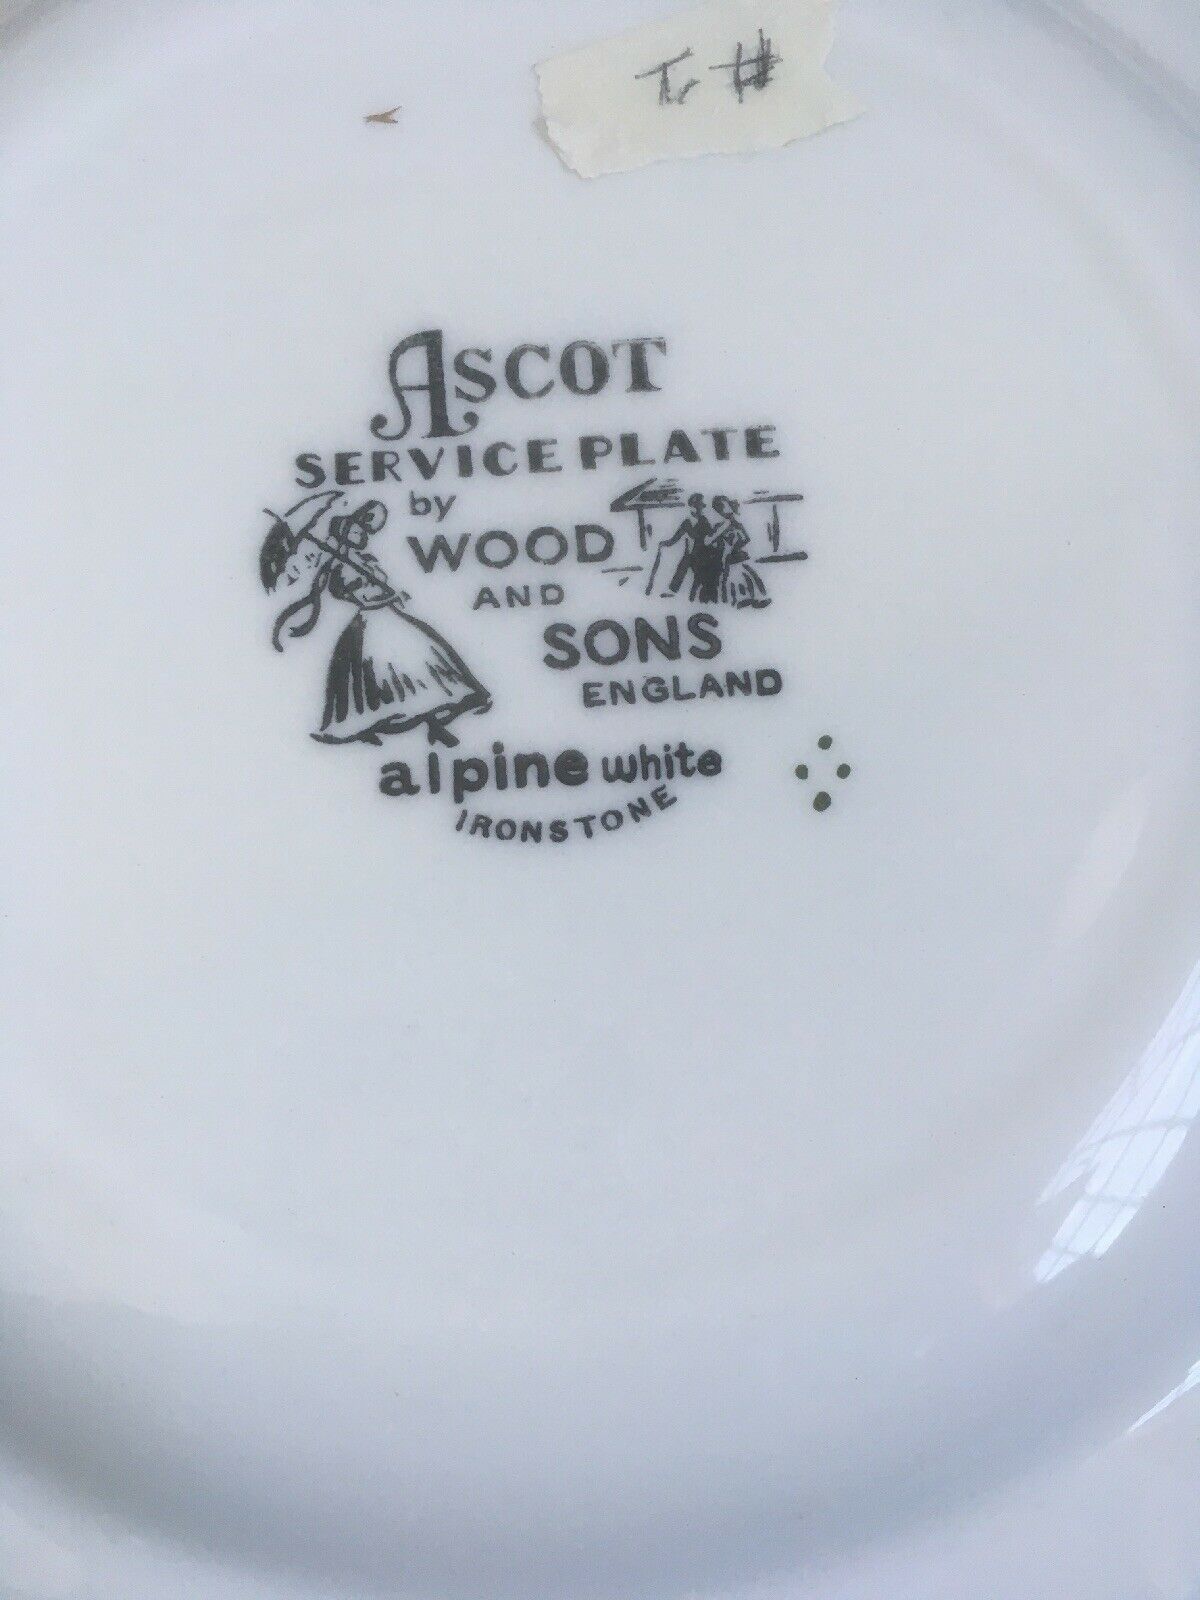 #
ASCOT
SERVICE PLATE
by
WOOD
AND
SONS
ENGLAND
alpine white
IRONSTONE